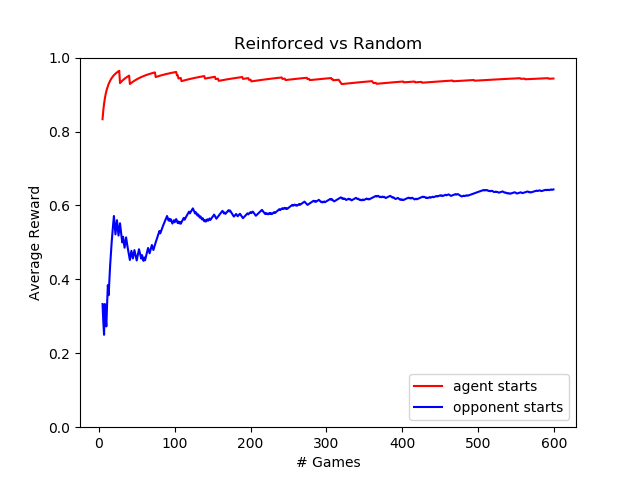 Reinforced vs Random
Average Reward
1.0
0.8
0.6
0.4
0.2
0.0
0 100 200 300 400 500 600
# Games
agent starts
opponent starts